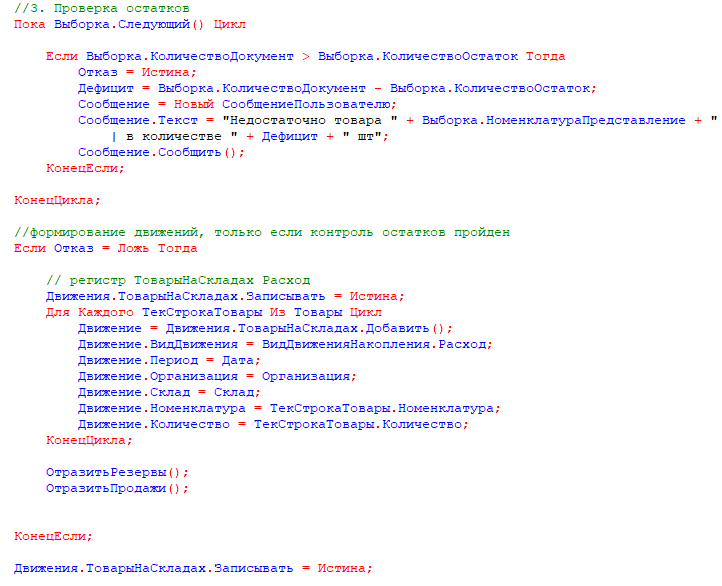 //3. Проверка остатков
Пока Выборка.Следующий() Цикл
Если Выборка.КоличествоДокумент > Выборка.КоличествоОстаток Тогда
Отказ = Истина;
Дефицит = Выборка.КоличествоДокумент - Выборка.КоличествоОстаток;
Сообщение = Новый СообщениеПользователю;
Сообщение.Текст = "Недостаточно товара " + Выборка.НоменклатураПредставление + "
| в количестве " + Дефицит + " шт";
Сообщение.Сообщить();
КонецЕсли;
КонецЦикла;
//формирование движений, только если контроль остатков пройден
Если Отказ = Ложь Тогда
// регистр ТоварыНаСкладах Расход
Движения.ТоварыНаСкладах.Записывать = Истина;
Для Каждого ТекСтрокаТовары Из Товары Цикл
Движение = Движения.ТоварыНаСкладах.Добавить();
Движение.ВидДвижения = ВидДвиженияНакопления.Расход;
Движение.Период = Дата;
Движение.Организация = Организация;
Движение.Склад = Склад;
Движение.Номенклатура = ТекСтрокаТовары.Номенклатура;
Движение.Количество = ТекСтрокаТовары.Количество;
КонецЦикла;
ОтразитьРезервы();
ОтразитьПродажи();
КонецЕсли;
Движения.ТоварыНаСкладах.Записывать = Истина;